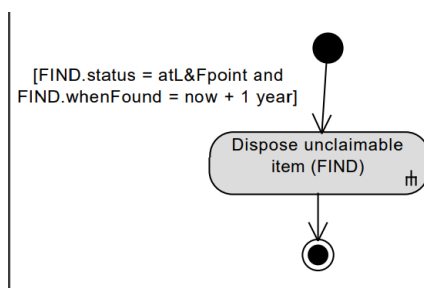 [FIND.status = atL&Fpoint and
FIND.whenFound = now + 1 year]
Dispose unclaimable
item (FIND)